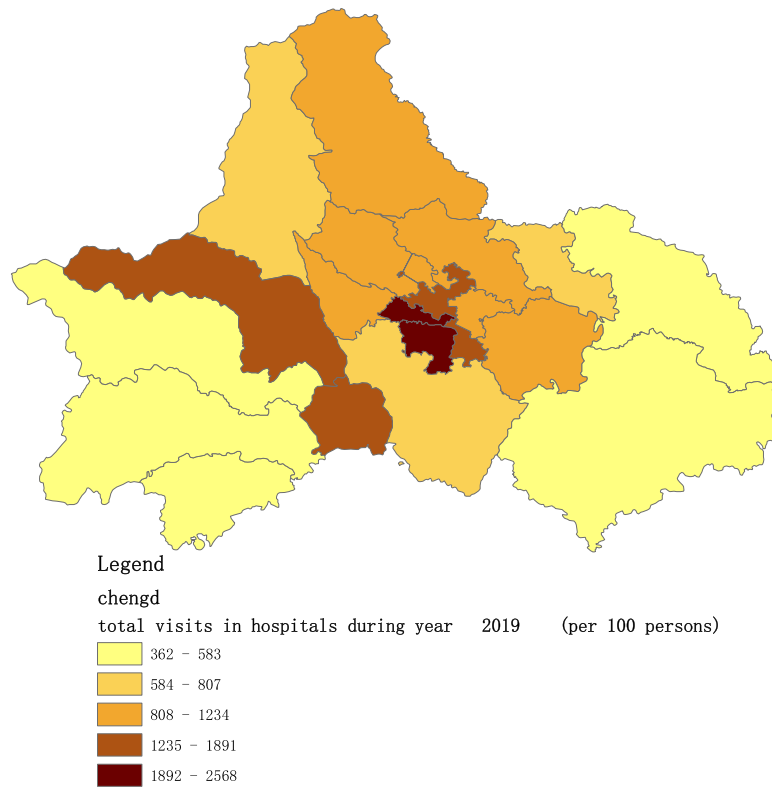 Legend
chengd
total visits in hospitals during year 2019 (per 100 persons)
362 - 583
584 - 807
808 - 1234
1235 - 1891
1892 - 2568